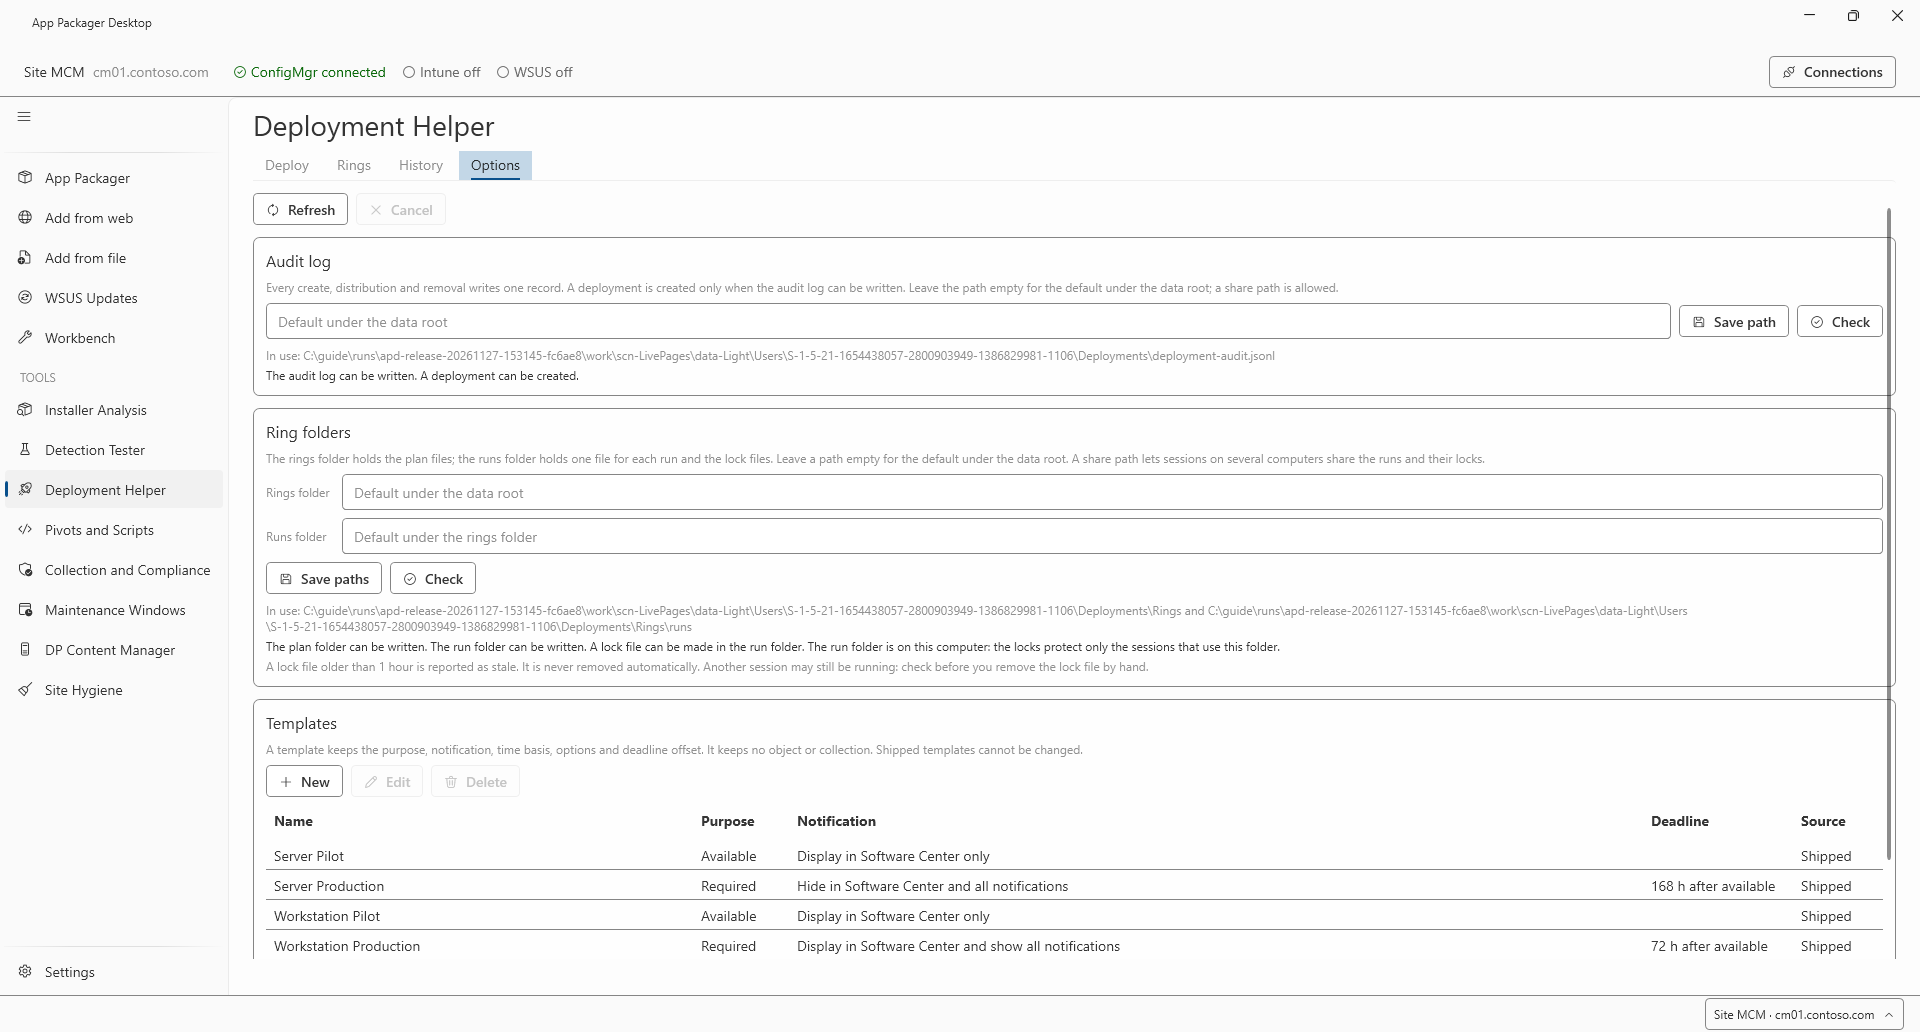 App Packager Desktop
Site MCM cm01.contoso.com ConfigMgr connected Intune off WSUS off Connections
Deployment Helper
Deploy Rings History Options
Refresh Cancel
App Packager
Add from web
Add from file
WSUS Updates
Workbench
TOOLS
Installer Analysis
Detection Tester
Deployment Helper
Pivots and Scripts
Collection and Compliance
Maintenance Windows
DP Content Manager
Site Hygiene
Settings
Audit log
Every create, distribution and removal writes one record. A deployment is created only when the audit log can be written. Leave the path empty for the default under the data root; a share path is allowed.
Default under the data root Save path Check
In use: C:\guide\runs\apd-release-20261127-153145-fc6ae8\work\scn-LivePages\data-Light\Users\S-1-5-21-1654438057-2800903949-1386829981-1106\Deployments\deployment-audit.jsonl
The audit log can be written. A deployment can be created.
Ring folders
The rings folder holds the plan files; the runs folder holds one file for each run and the lock files. Leave a path empty for the default under the data root. A share path lets sessions on several computers share the runs and their locks.
Rings folder Default under the data root
Runs folder Default under the rings folder
Save paths Check
In use: C:\guide\runs\apd-release-20261127-153145-fc6ae8\work\scn-LivePages\data-Light\Users\S-1-5-21-1654438057-2800903949-1386829981-1106\Deployments\Rings and C:\guide\runs\apd-release-20261127-153145-fc6ae8\work\scn-LivePages\data-Light\Users
\S-1-5-21-1654438057-2800903949-1386829981-1106\Deployments\Rings\runs
The plan folder can be written. The run folder can be written. A lock file can be made in the run folder. The run folder is on this computer: the locks protect only the sessions that use this folder.
A lock file older than 1 hour is reported as stale. It is never removed automatically. Another session may still be running: check before you remove the lock file by hand.
Templates
A template keeps the purpose, notification, time basis, options and deadline offset. It keeps no object or collection. Shipped templates cannot be changed.
New Edit Delete
Name Purpose Notification Deadline Source
Server Pilot Available Display in Software Center only Shipped
Server Production Required Hide in Software Center and all notifications 168 h after available Shipped
Workstation Pilot Available Display in Software Center only Shipped
Workstation Production Required Display in Software Center and show all notifications 72 h after available Shipped
Site MCM · cm01.contoso.com